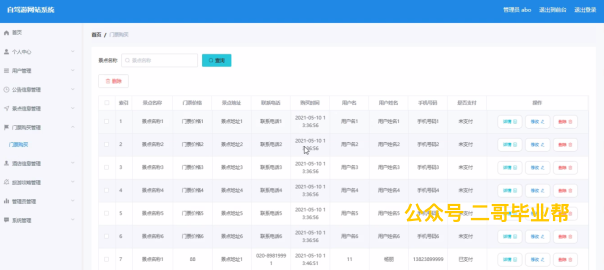 自驾游网站系统
管理员 abo 退出到前台 退出登录
首页
个人中心
用户管理
公告信息管理
景点信息管理
门票购买管理
门票购买
酒店信息管理
旅游攻略管理
管理员管理
系统管理
首页 / 门票购买
景点名称 景点名称 查询
删除
索引 景点名称 门票价格 景点地址 联系电话 购买时间 用户名 用户姓名 手机号码 是否支付 操作
1 景点名称1 门票价格1 景点地址1 联系电话1 2021-05-10 13:36:56 用户名1 用户姓名1 手机号码1 未支付 详情 修改 删除
2 景点名称2 门票价格2 景点地址2 联系电话2 2021-05-10 13:36:56 用户名2 用户姓名2 手机号码2 未支付 详情 修改 删除
3 景点名称3 门票价格3 景点地址3 联系电话3 2021-05-10 13:36:56 用户名3 用户姓名3 手机号码3 未支付 详情 修改 删除
4 景点名称4 门票价格4 景点地址4 联系电话4 2021-05-10 13:36:56 用户名4 用户姓名4 手机号码4 未支付 详情 修改 删除
5 景点名称5 门票价格5 景点地址5 联系电话5 2021-05-10 13:36:56 用户名5 用户姓名5 手机号码5 未支付 详情 修改 删除
公众号 二哥毕业帮
6 景点名称6 门票价格6 景点地址6 联系电话6 2021-05-10 13:36:56 用户名6 用户姓名6 手机号码6 未支付 详情 修改 删除
7 景点名称1 88 景点地址1 020-89819991 2021-05-10 13:46:51 11 13823899999 已支付 详情 修改 删除